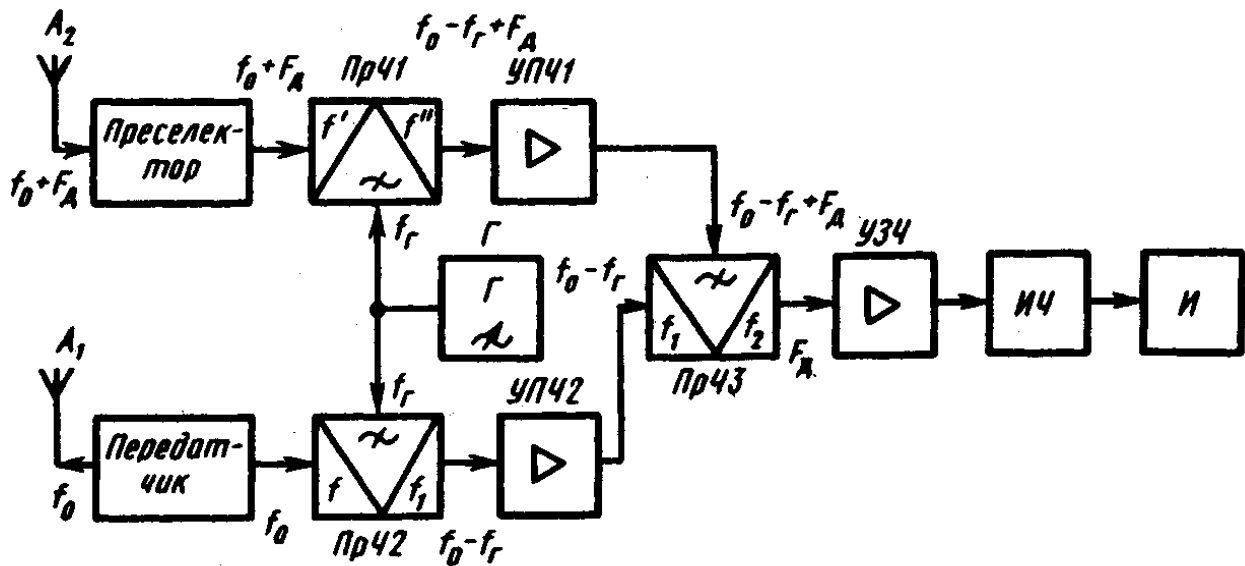 A₂
f₀+F_д
Преселек-
тор
f₀+F_д
ПрЧ1
f' f"
f₀-f_г+F_д
УПЧ1
f_г
Г
Г
f₀-f_г+F_д
f₀-f_г
f₁ f₂
ПрЧ3
F_д
УЗЧ
ИЧ
И
A₁
f₀
Передат-
чик
f₀
f_г
f f₁
ПрЧ2
f₀-f_г
УПЧ2